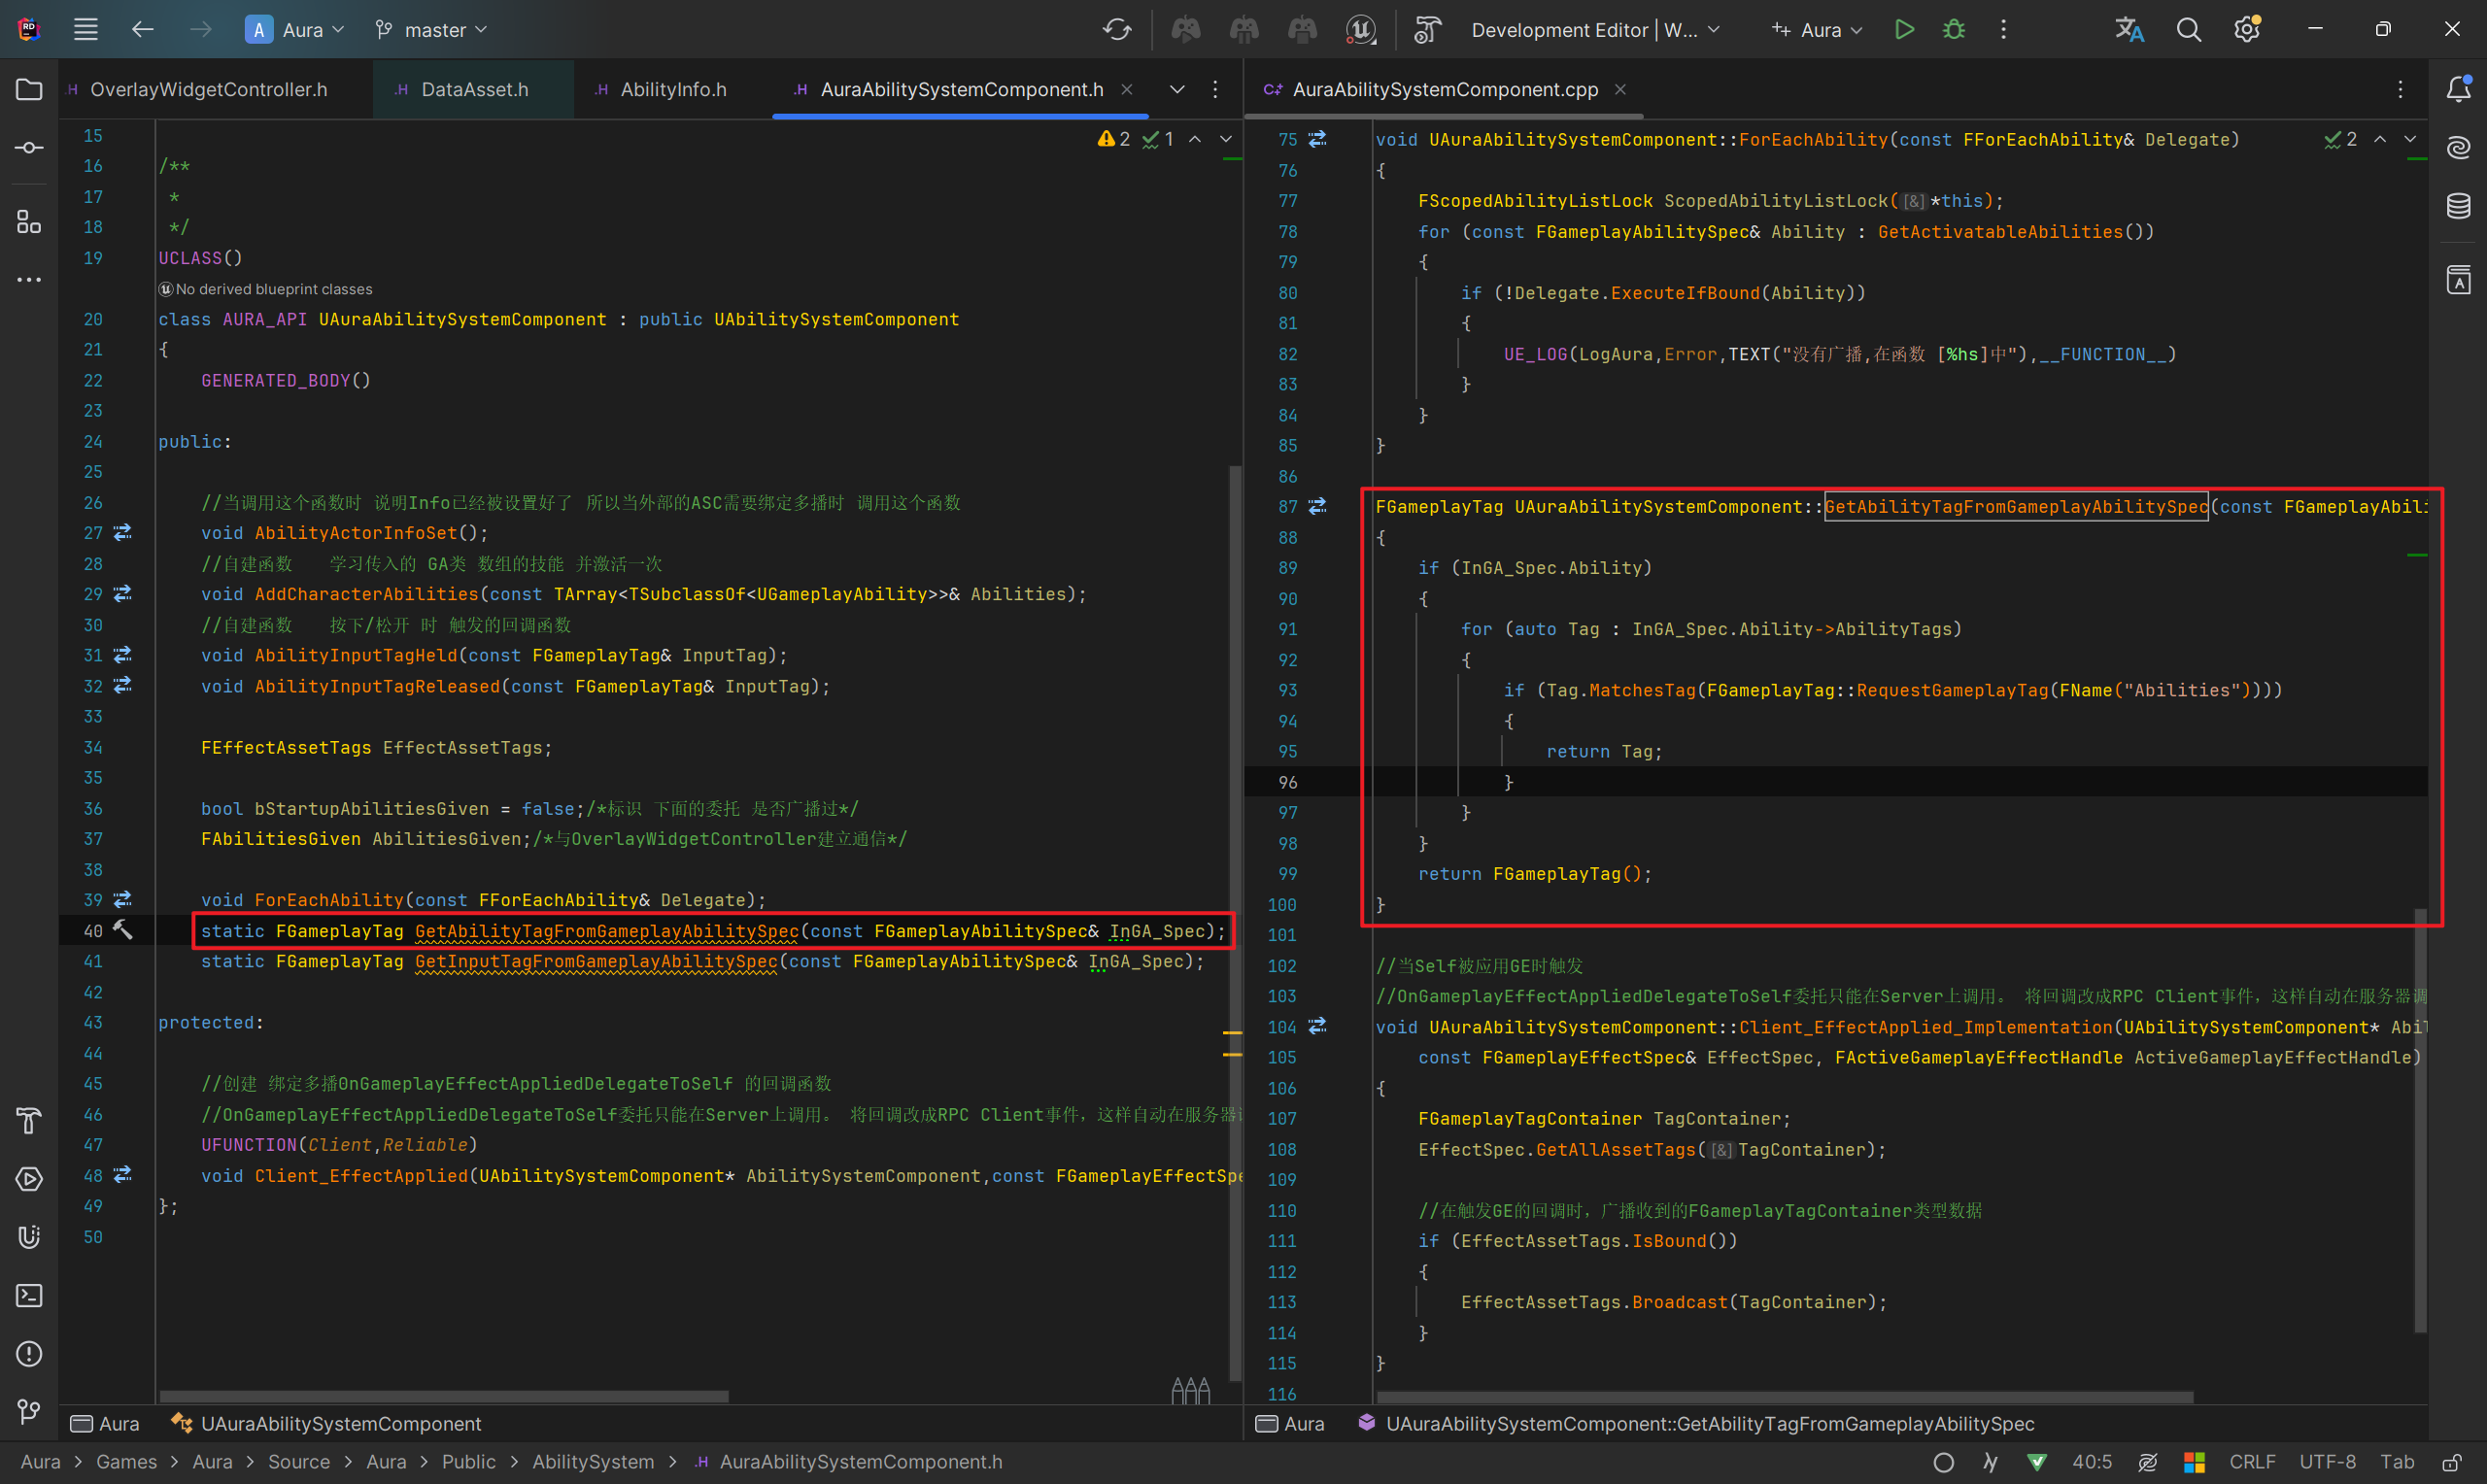 Aura
master
Development Editor | W...
Aura
OverlayWidgetController.h
DataAsset.h
AbilityInfo.h
AuraAbilitySystemComponent.h
2
1
15
16 /**
17  *
18  */
19 UCLASS()
No derived blueprint classes
20 class AURA_API UAuraAbilitySystemComponent : public UAbilitySystemComponent
21 {
22     GENERATED_BODY()
23
24 public:
25
26     //当调用这个函数时 说明Info已经被设置好了 所以当外部的ASC需要绑定多播时 调用这个函数
27     void AbilityActorInfoSet();
28     //自建函数    学习传入的 GA类 数组的技能 并激活一次
29     void AddCharacterAbilities(const TArray<TSubclassOf<UGameplayAbility>>& Abilities);
30     //自建函数    按下/松开 时 触发的回调函数
31     void AbilityInputTagHeld(const FGameplayTag& InputTag);
32     void AbilityInputTagReleased(const FGameplayTag& InputTag);
33
34     FEffectAssetTags EffectAssetTags;
35
36     bool bStartupAbilitiesGiven = false;/*标识 下面的委托 是否广播过*/
37     FAbilitiesGiven AbilitiesGiven;/*与OverlayWidgetController建立通信*/
38
39     void ForEachAbility(const FForEachAbility& Delegate);
40     static FGameplayTag GetAbilityTagFromGameplayAbilitySpec(const FGameplayAbilitySpec& InGA_Spec);
41     static FGameplayTag GetInputTagFromGameplayAbilitySpec(const FGameplayAbilitySpec& InGA_Spec);
42
43 protected:
44
45     //创建 绑定多播OnGameplayEffectAppliedDelegateToSelf 的回调函数
46     //OnGameplayEffectAppliedDelegateToSelf委托只能在Server上调用。 将回调改成RPC Client事件，这样自动在服务器
47     UFUNCTION(Client,Reliable)
48     void Client_EffectApplied(UAbilitySystemComponent* AbilitySystemComponent,const FGameplayEffectSpe
49 };
50
Aura
UAuraAbilitySystemComponent
AuraAbilitySystemComponent.cpp
2
75 void UAuraAbilitySystemComponent::ForEachAbility(const FForEachAbility& Delegate)
76 {
77     FScopedAbilityListLock ScopedAbilityListLock([&]*this);
78     for (const FGameplayAbilitySpec& Ability : GetActivatableAbilities())
79     {
80         if (!Delegate.ExecuteIfBound(Ability))
81         {
82             UE_LOG(LogAura,Error,TEXT("没有广播,在函数 [%hs]中"),__FUNCTION__)
83         }
84     }
85 }
86
87 FGameplayTag UAuraAbilitySystemComponent::GetAbilityTagFromGameplayAbilitySpec(const FGameplayAbili
88 {
89     if (InGA_Spec.Ability)
90     {
91         for (auto Tag : InGA_Spec.Ability->AbilityTags)
92         {
93             if (Tag.MatchesTag(FGameplayTag::RequestGameplayTag(FName("Abilities"))))
94             {
95                 return Tag;
96             }
97         }
98     }
99     return FGameplayTag();
100 }
101
102 //当Self被应用GE时触发
103 //OnGameplayEffectAppliedDelegateToSelf委托只能在Server上调用。 将回调改成RPC Client事件，这样自动在服务器调
104 void UAuraAbilitySystemComponent::Client_EffectApplied_Implementation(UAbilitySystemComponent* Abil
105     const FGameplayEffectSpec& EffectSpec, FActiveGameplayEffectHandle ActiveGameplayEffectHandle)
106 {
107     FGameplayTagContainer TagContainer;
108     EffectSpec.GetAllAssetTags([&]TagContainer);
109
110     //在触发GE的回调时，广播收到的FGameplayTagContainer类型数据
111     if (EffectAssetTags.IsBound())
112     {
113         EffectAssetTags.Broadcast(TagContainer);
114     }
115 }
116
Aura
UAuraAbilitySystemComponent::GetAbilityTagFromGameplayAbilitySpec
Aura > Games > Aura > Source > Aura > Public > AbilitySystem > AuraAbilitySystemComponent.h
40:5
CRLF
UTF-8
Tab